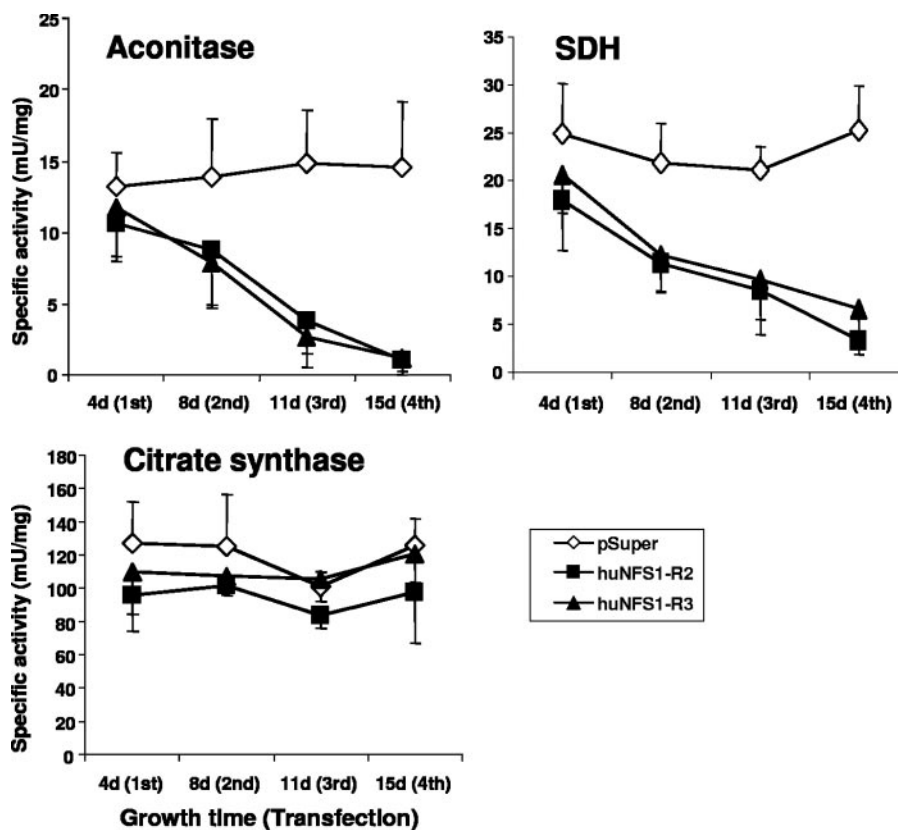 Aconitase
Specific activity (mU/mg)
25
20
15
10
5
0
4d (1st) 8d (2nd) 11d (3rd) 15d (4th)
SDH
35
30
25
20
15
10
5
0
4d (1st) 8d (2nd) 11d (3rd) 15d (4th)
Citrate synthase
Specific activity (mU/mg)
180
160
140
120
100
80
60
40
20
0
4d (1st) 8d (2nd) 11d (3rd) 15d (4th)
Growth time (Transfection)
pSuper
huNFS1-R2
huNFS1-R3